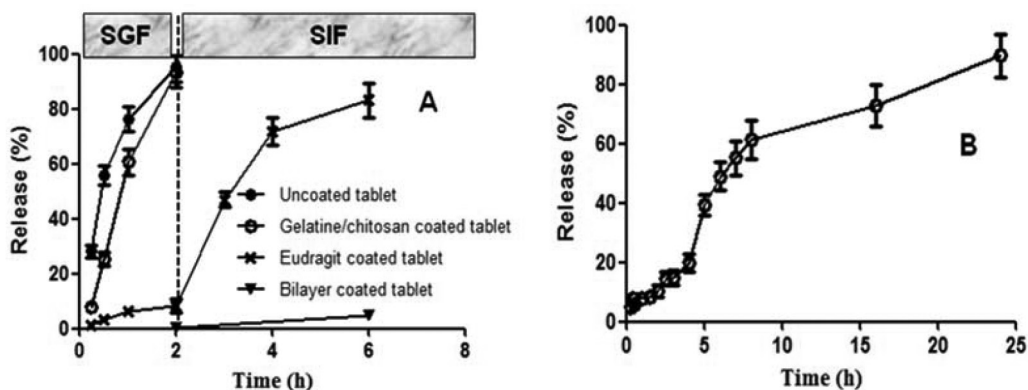 SGF SIF
Release (%)
100
80
60
40
20
0
A
Uncoated tablet
Gelatine/chitosan coated tablet
Eudragit coated tablet
Bilayer coated tablet
0 2 4 6 8
Time (h)
Release (%)
100
80
60
40
20
0
B
0 5 10 15 20 25
Time (h)